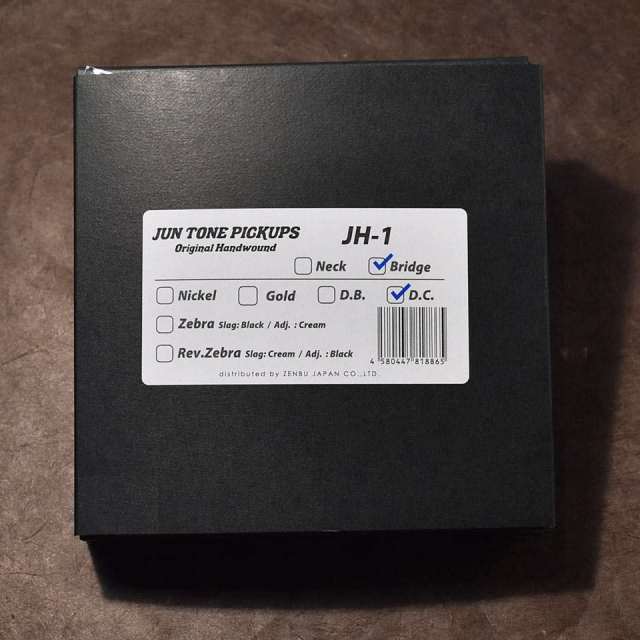 JUN TONE PICKUPS JH-1
Original Handwound
Neck Bridge
Nickel Gold D.B. D.C.
Zebra Slag: Black / Adj. : Cream
Rev.Zebra Slag: Cream / Adj. : Black
4 580447 818865
distributed by ZENBU JAPAN CO.,LTD.